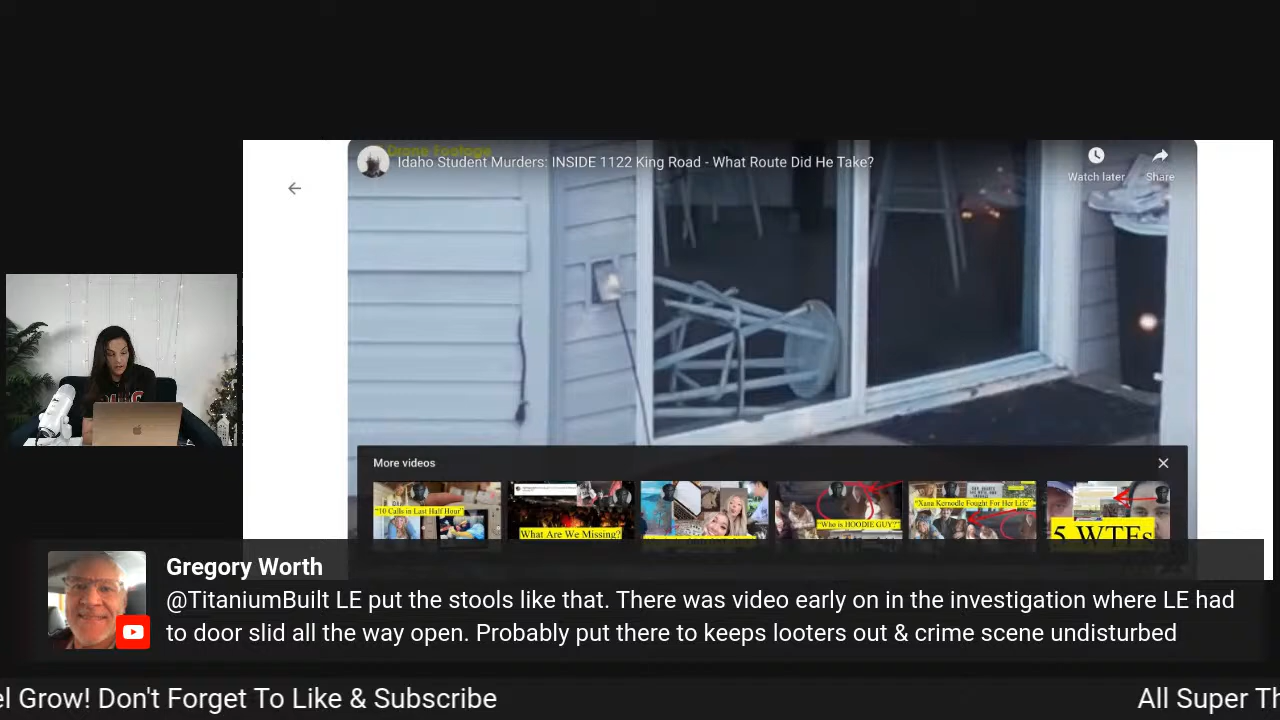 Drone Footage
Idaho Student Murders: INSIDE 1122 King Road - What Route Did He Take?
Watch later
Share
More videos
"10 Calls in Last Half Hour"
What Are We Missing?
"Who is HOODIE GUY?"
"Xana Kernodle Fought For Her Life"
5 WTFs
Gregory Worth
@TitaniumBuilt LE put the stools like that. There was video early on in the investigation where LE had
to door slid all the way open. Probably put there to keeps looters out & crime scene undisturbed
el Grow! Don't Forget To Like & Subscribe
All Super Th